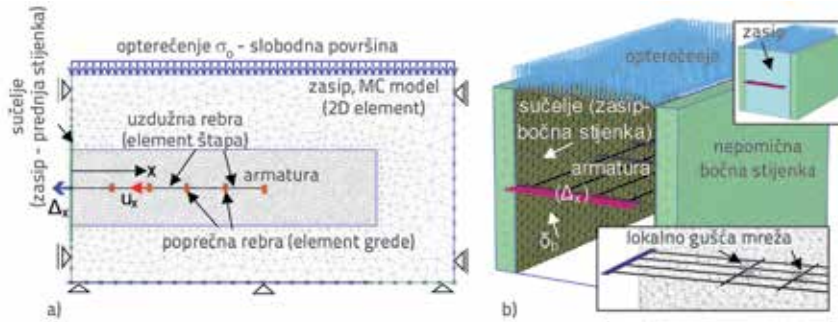 opterećenje σₒ - slobodna površina
sučelje
(zasip - prednja stijenka)
zasip, MC model
(2D element)
uzdužna rebra
(element štapa)
x
armatura
uₓ
Δₓ
poprečna rebra (element grede)
a)
opterećenje
zasip
sučelje (zasip-
bočna stijenka)
armatura
(Δₓ)
nepomična
bočna stijenka
lokalno gušća mreža
b)